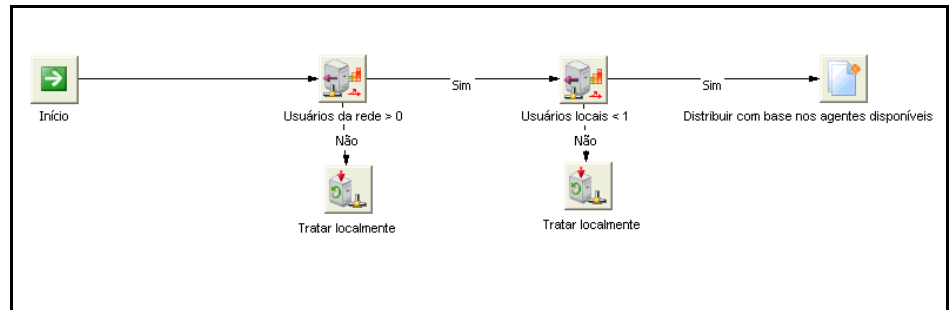 Sim
Sim
Início
Usuários da rede > 0
Usuários locais < 1
Distribuir com base nos agentes disponíveis
Não
Não
Tratar localmente
Tratar localmente